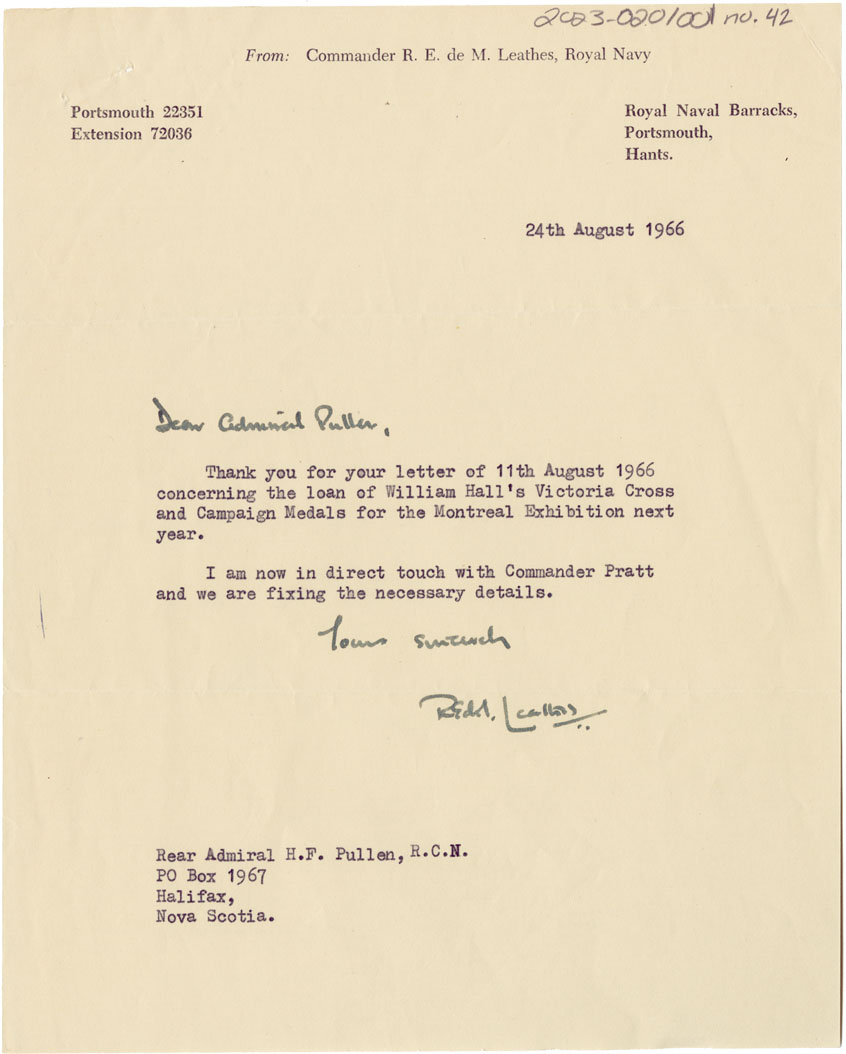 2023-020/001 no. 42
From: Commander R. E. de M. Leathes, Royal Navy
Portsmouth 22351
Extension 72036
Royal Naval Barracks,
Portsmouth,
Hants.
24th August 1966
Dear Admiral Pullen,
Thank you for your letter of 11th August 1966
concerning the loan of William Hall's Victoria Cross
and Campaign Medals for the Montreal Exhibition next
year.
I am now in direct touch with Commander Pratt
and we are fixing the necessary details.
Yours sincerely
REdeM. Leathes
Rear Admiral H.F. Pullen, R.C.N.
PO Box 1967
Halifax,
Nova Scotia.